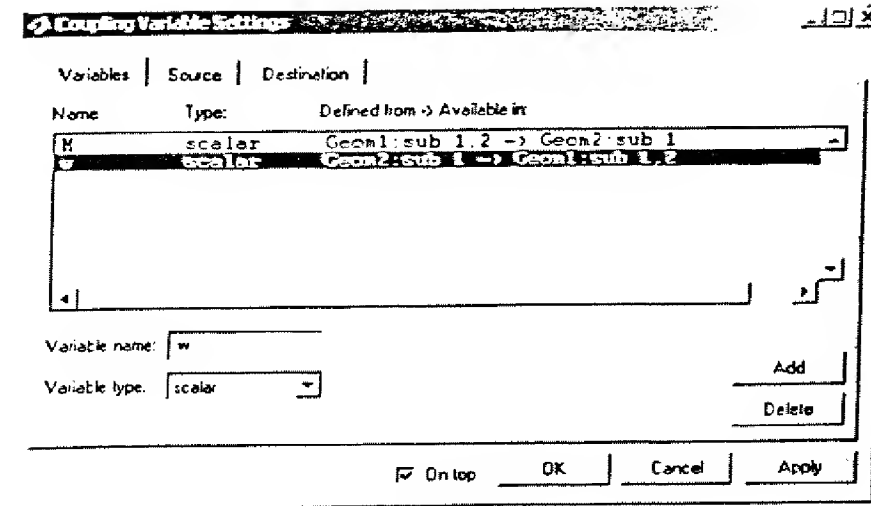 Coupling Variable Settings
Variables Source Destination
Name Type: Defined from -> Available in:
M scalar Geom1:sub 1,2 -> Geom2:sub 1
w scalar Geom2:sub 1 -> Geom1:sub 1,2
Variable name: w
Variable type: scalar
Add
Delete
On top OK Cancel Apply